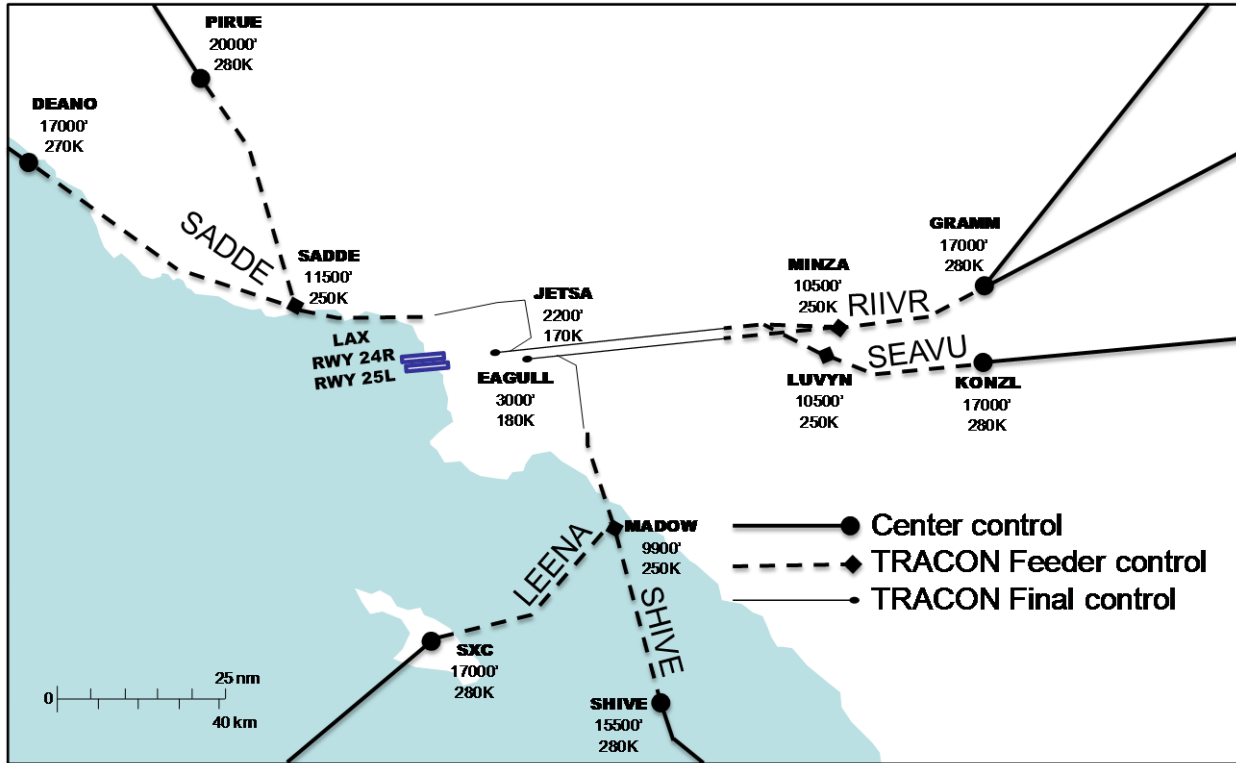 PIRUE
20000'
280K
DEANO
17000'
270K
SADDE
SADDE
11500'
250K
GRAMM
17000'
280K
MINZA
10500'
250K
RIIVR
JETSA
2200'
170K
LAX
RWY 24R
RWY 25L
EAGULL
3000'
180K
SEAVU
LUVYN
10500'
250K
KONZL
17000'
280K
MADOW
9900'
250K
LEENA
SHIVE
SXC
17000'
280K
SHIVE
15500'
280K
Center control
TRACON Feeder control
TRACON Final control
25 nm
0
40 km